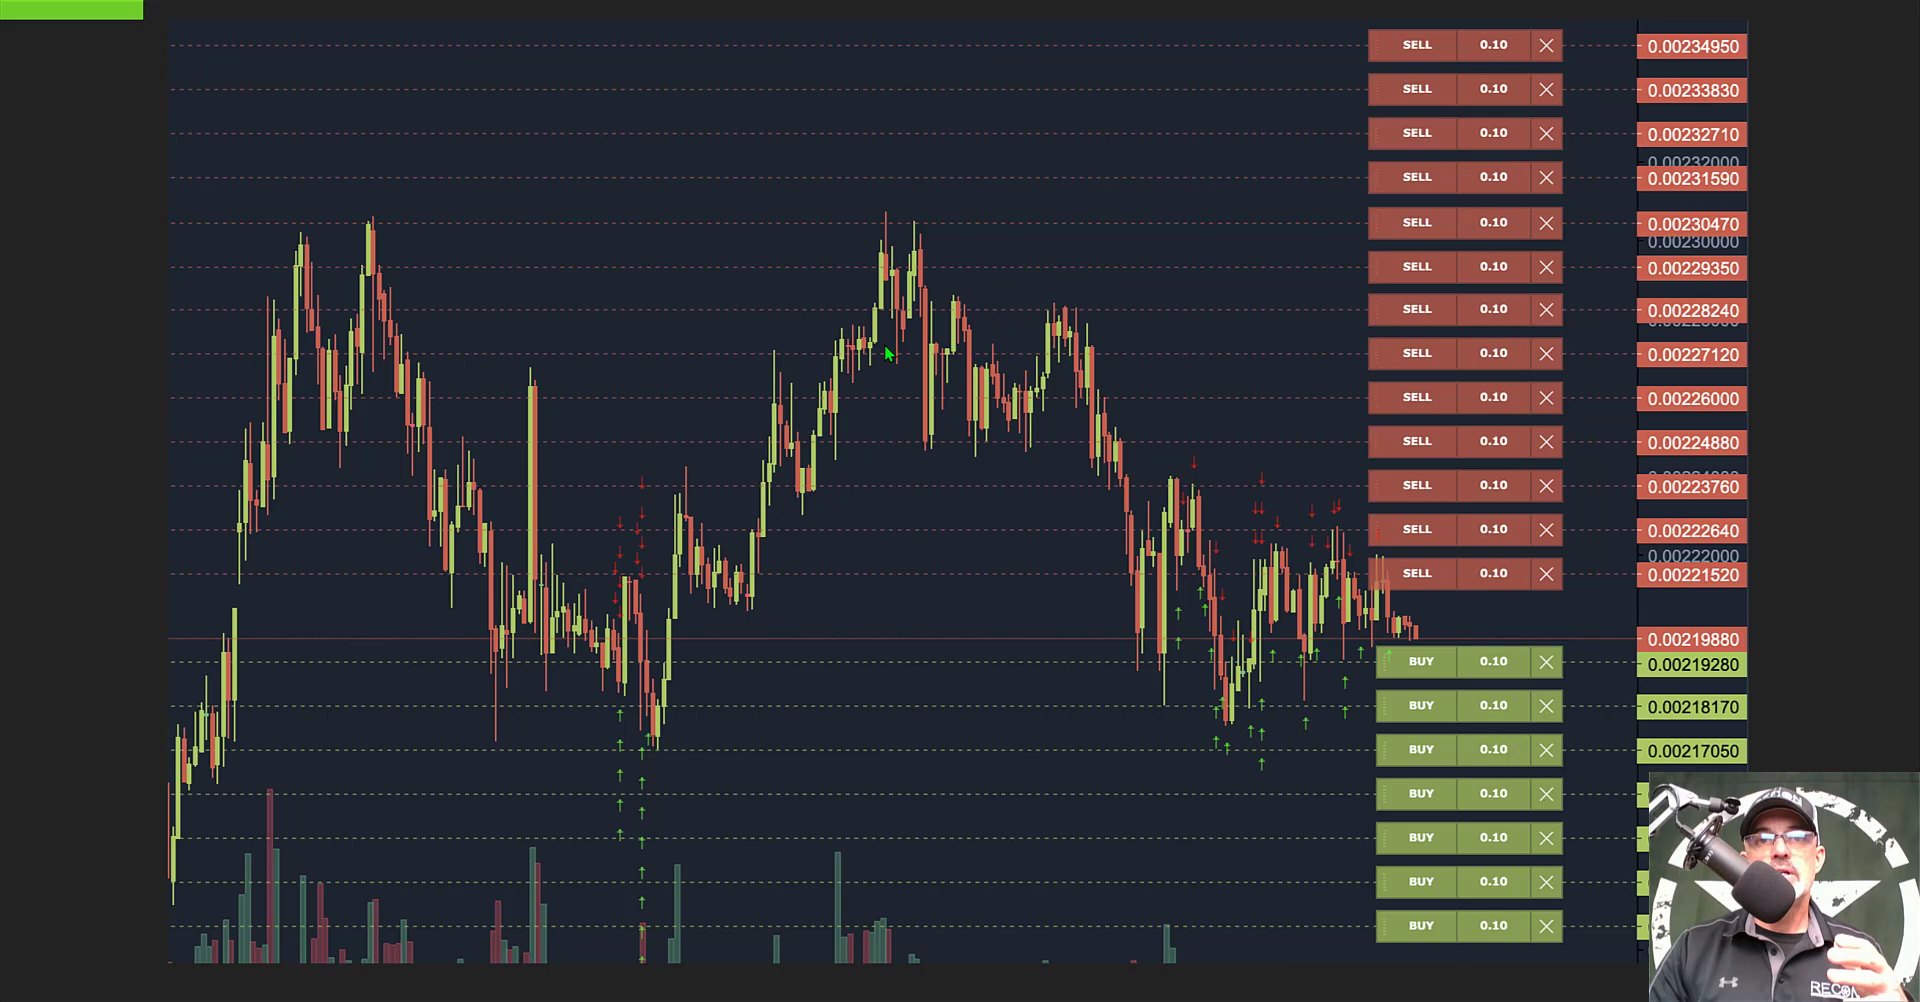 SELL 0.10 0.00234950
SELL 0.10 0.00233830
SELL 0.10 0.00232710
0.00232000
SELL 0.10 0.00231590
SELL 0.10 0.00230470
0.00230000
SELL 0.10 0.00229350
SELL 0.10 0.00228240
SELL 0.10 0.00227120
SELL 0.10 0.00226000
SELL 0.10 0.00224880
SELL 0.10 0.00223760
SELL 0.10 0.00222640
0.00222000
SELL 0.10 0.00221520
0.00219880
BUY 0.10 0.00219280
BUY 0.10 0.00218170
BUY 0.10 0.00217050
BUY 0.10
BUY 0.10
BUY 0.10
BUY 0.10
RECON